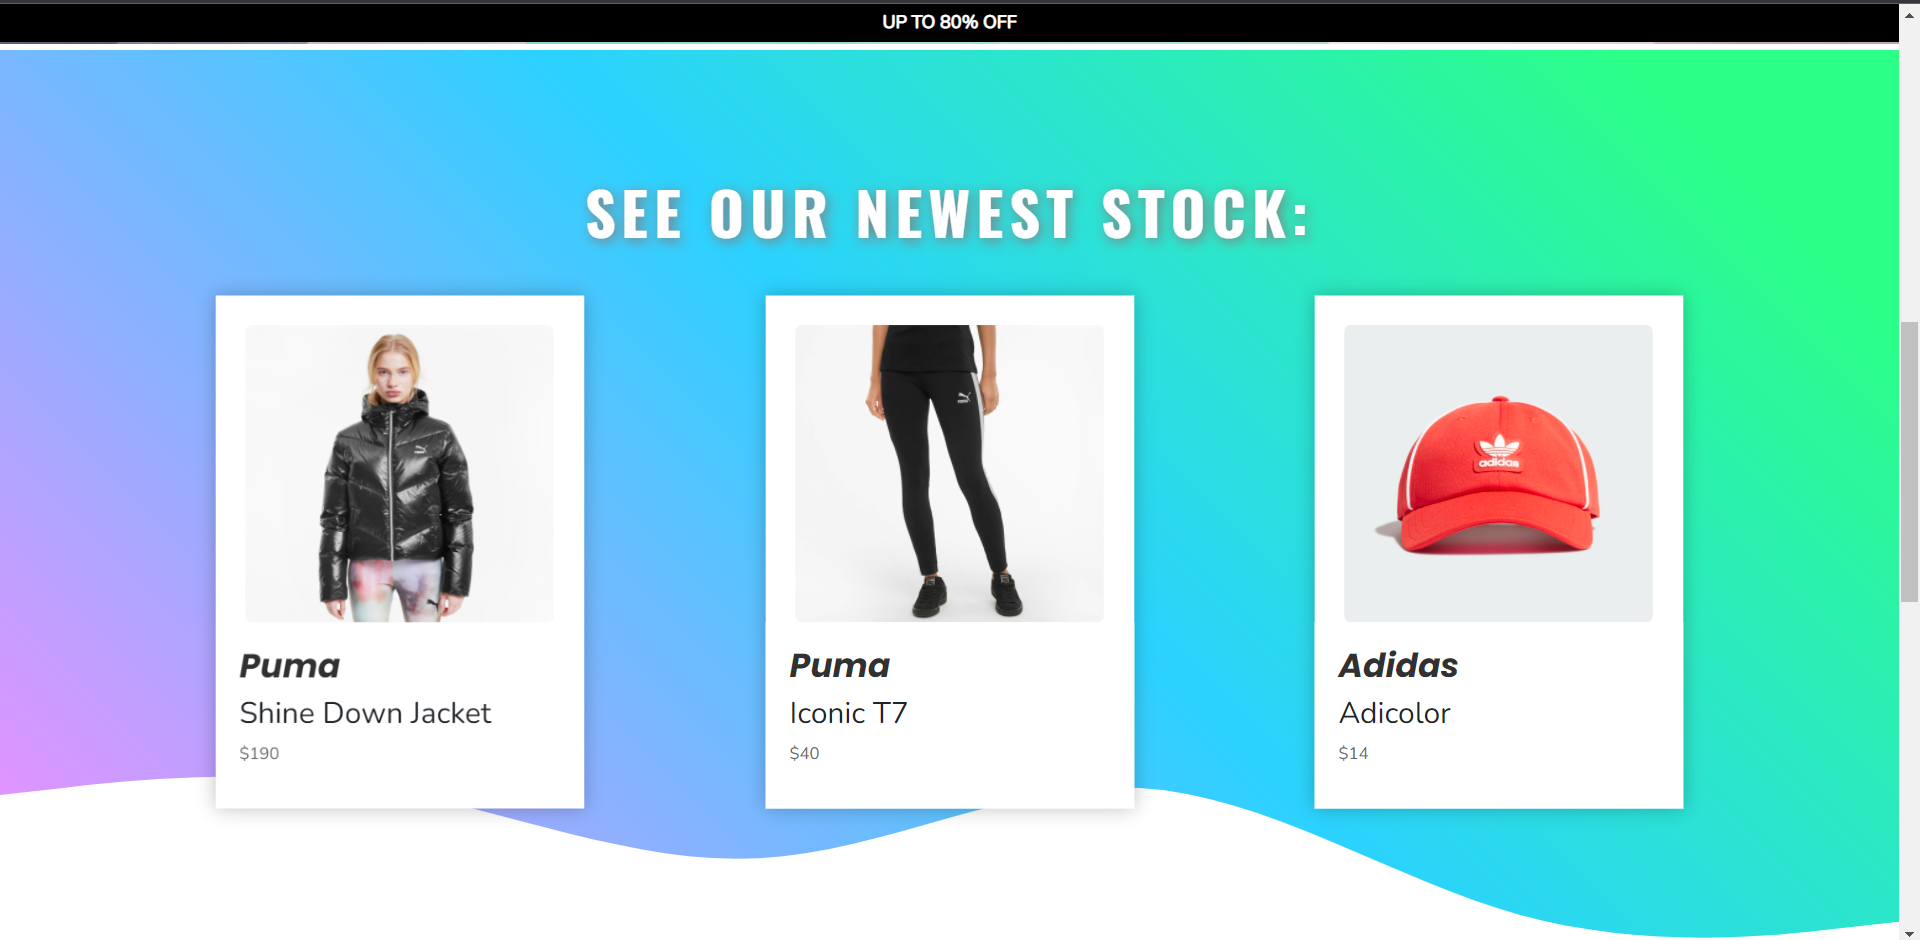 UP TO 80% OFF
SEE OUR NEWEST STOCK:
adidas
Puma
Shine Down Jacket
$190
Puma
Iconic T7
$40
Adidas
Adicolor
$14